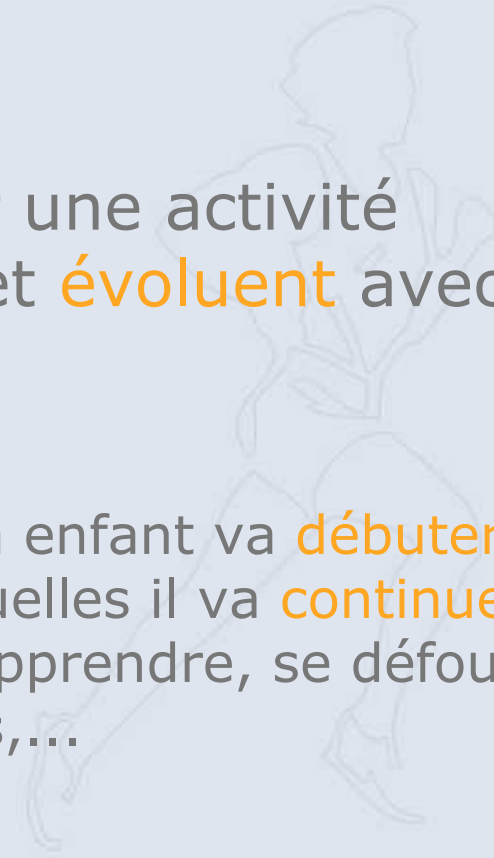 une activité
et évoluent avec
enfant va débuter
uelles il va continue
pprendre, se défou
s,...